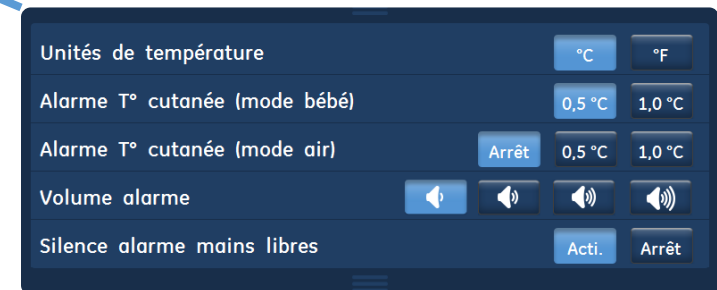 Unités de température °C °F
Alarme T° cutanée (mode bébé) 0,5 °C 1,0 °C
Alarme T° cutanée (mode air) Arrêt 0,5 °C 1,0 °C
Volume alarme
Silence alarme mains libres Acti. Arrêt